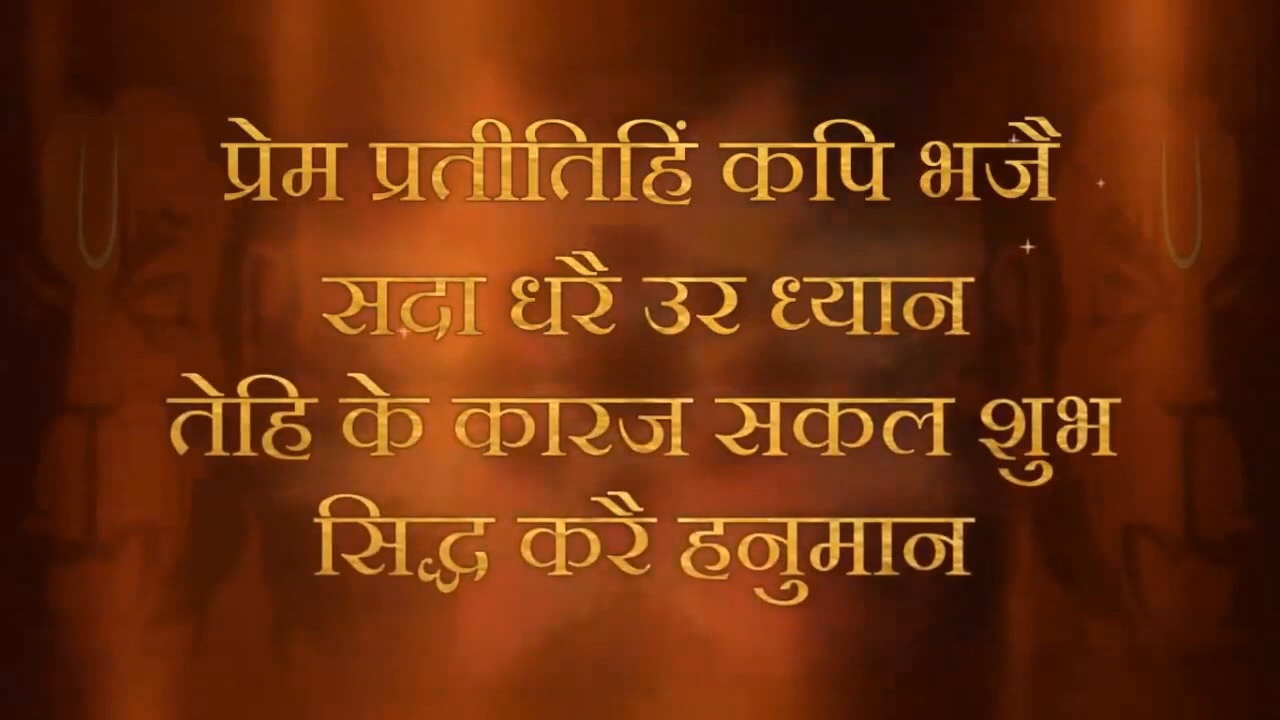 प्रेम प्रतीतिहिं कपि भजै
सदा धरै उर ध्यान
तेहि के कारज सकल शुभ
सिद्ध करै हनुमान